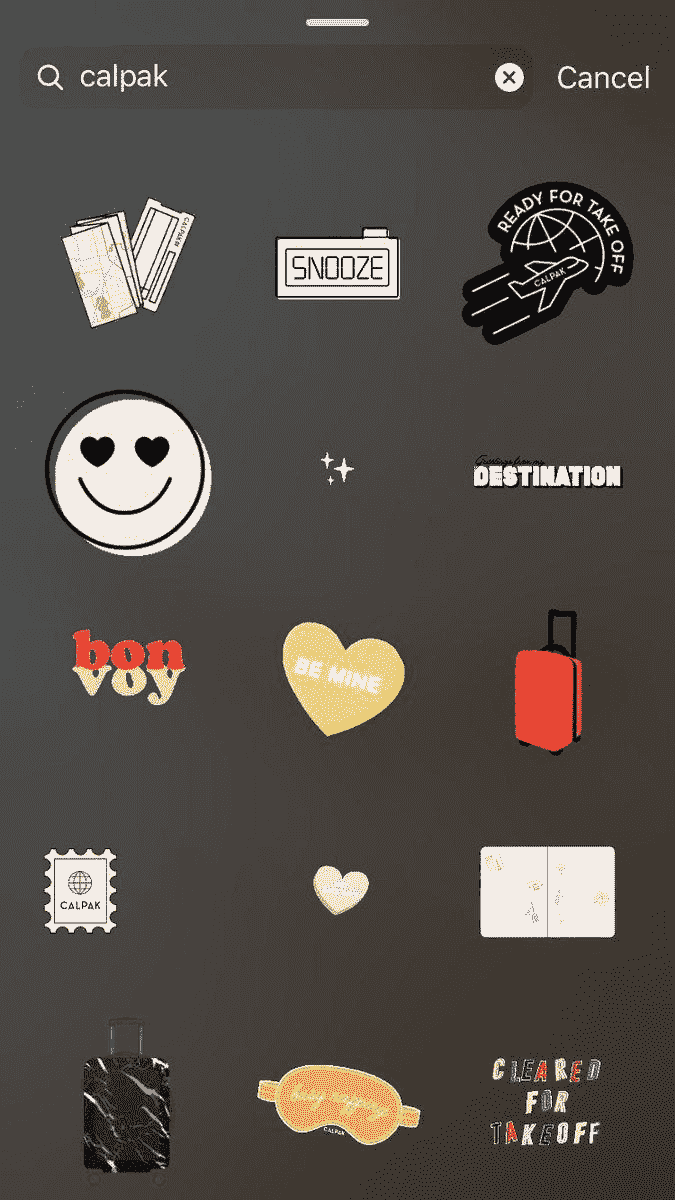 calpak
Cancel
CALPAK
SNOOZE
READY FOR TAKE OFF
CALPAK
Greetings from my
DESTINATION
bon
voy
BE MINE
CALPAK
CALPAK
CLEARED
FOR
TAKEOFF